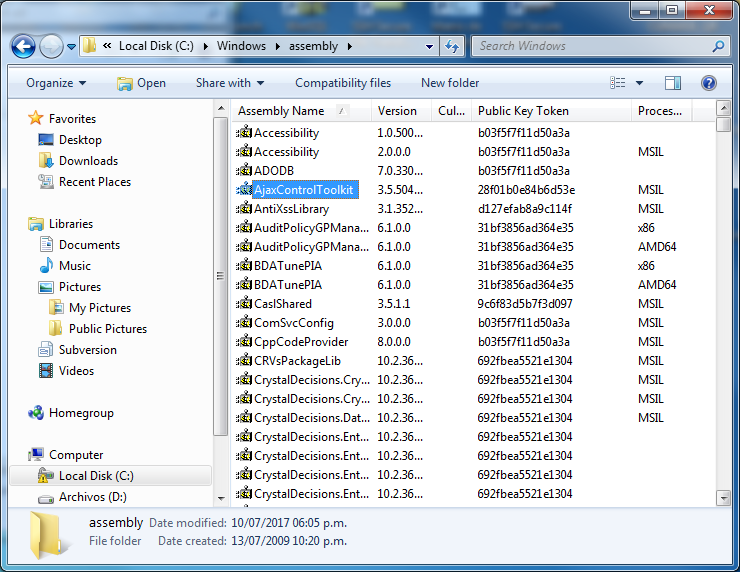 Local Disk (C:) Windows assembly Search Windows
Organize Open Share with Compatibility files New folder
Favorites
Desktop
Downloads
Recent Places
Libraries
Documents
Music
Pictures
My Pictures
Public Pictures
Subversion
Videos
Homegroup
Computer
Local Disk (C:)
Archivos (D:)
Assembly Name Version Cul... Public Key Token Proces...
Accessibility 1.0.500... b03f5f7f11d50a3a
Accessibility 2.0.0.0 b03f5f7f11d50a3a MSIL
ADODB 7.0.330... b03f5f7f11d50a3a
AjaxControlToolkit 3.5.504... 28f01b0e84b6d53e MSIL
AntiXssLibrary 3.1.352... d127efab8a9c114f MSIL
AuditPolicyGPMana... 6.1.0.0 31bf3856ad364e35 x86
AuditPolicyGPMana... 6.1.0.0 31bf3856ad364e35 AMD64
BDATunePIA 6.1.0.0 31bf3856ad364e35 x86
BDATunePIA 6.1.0.0 31bf3856ad364e35 AMD64
CaslShared 3.5.1.1 9c6f83d5b7f3d097 MSIL
ComSvcConfig 3.0.0.0 b03f5f7f11d50a3a MSIL
CppCodeProvider 8.0.0.0 b03f5f7f11d50a3a MSIL
CRVsPackageLib 10.2.36... 692fbea5521e1304 MSIL
CrystalDecisions.Cry... 10.2.36... 692fbea5521e1304 MSIL
CrystalDecisions.Cry... 10.2.36... 692fbea5521e1304 MSIL
CrystalDecisions.Dat... 10.2.36... 692fbea5521e1304 MSIL
CrystalDecisions.Ent... 10.2.36... 692fbea5521e1304
CrystalDecisions.Ent... 10.2.36... 692fbea5521e1304
CrystalDecisions.Ent... 10.2.36... 692fbea5521e1304
CrystalDecisions.Ent... 10.2.36... 692fbea5521e1304
assembly Date modified: 10/07/2017 06:05 p.m.
File folder Date created: 13/07/2009 10:20 p.m.